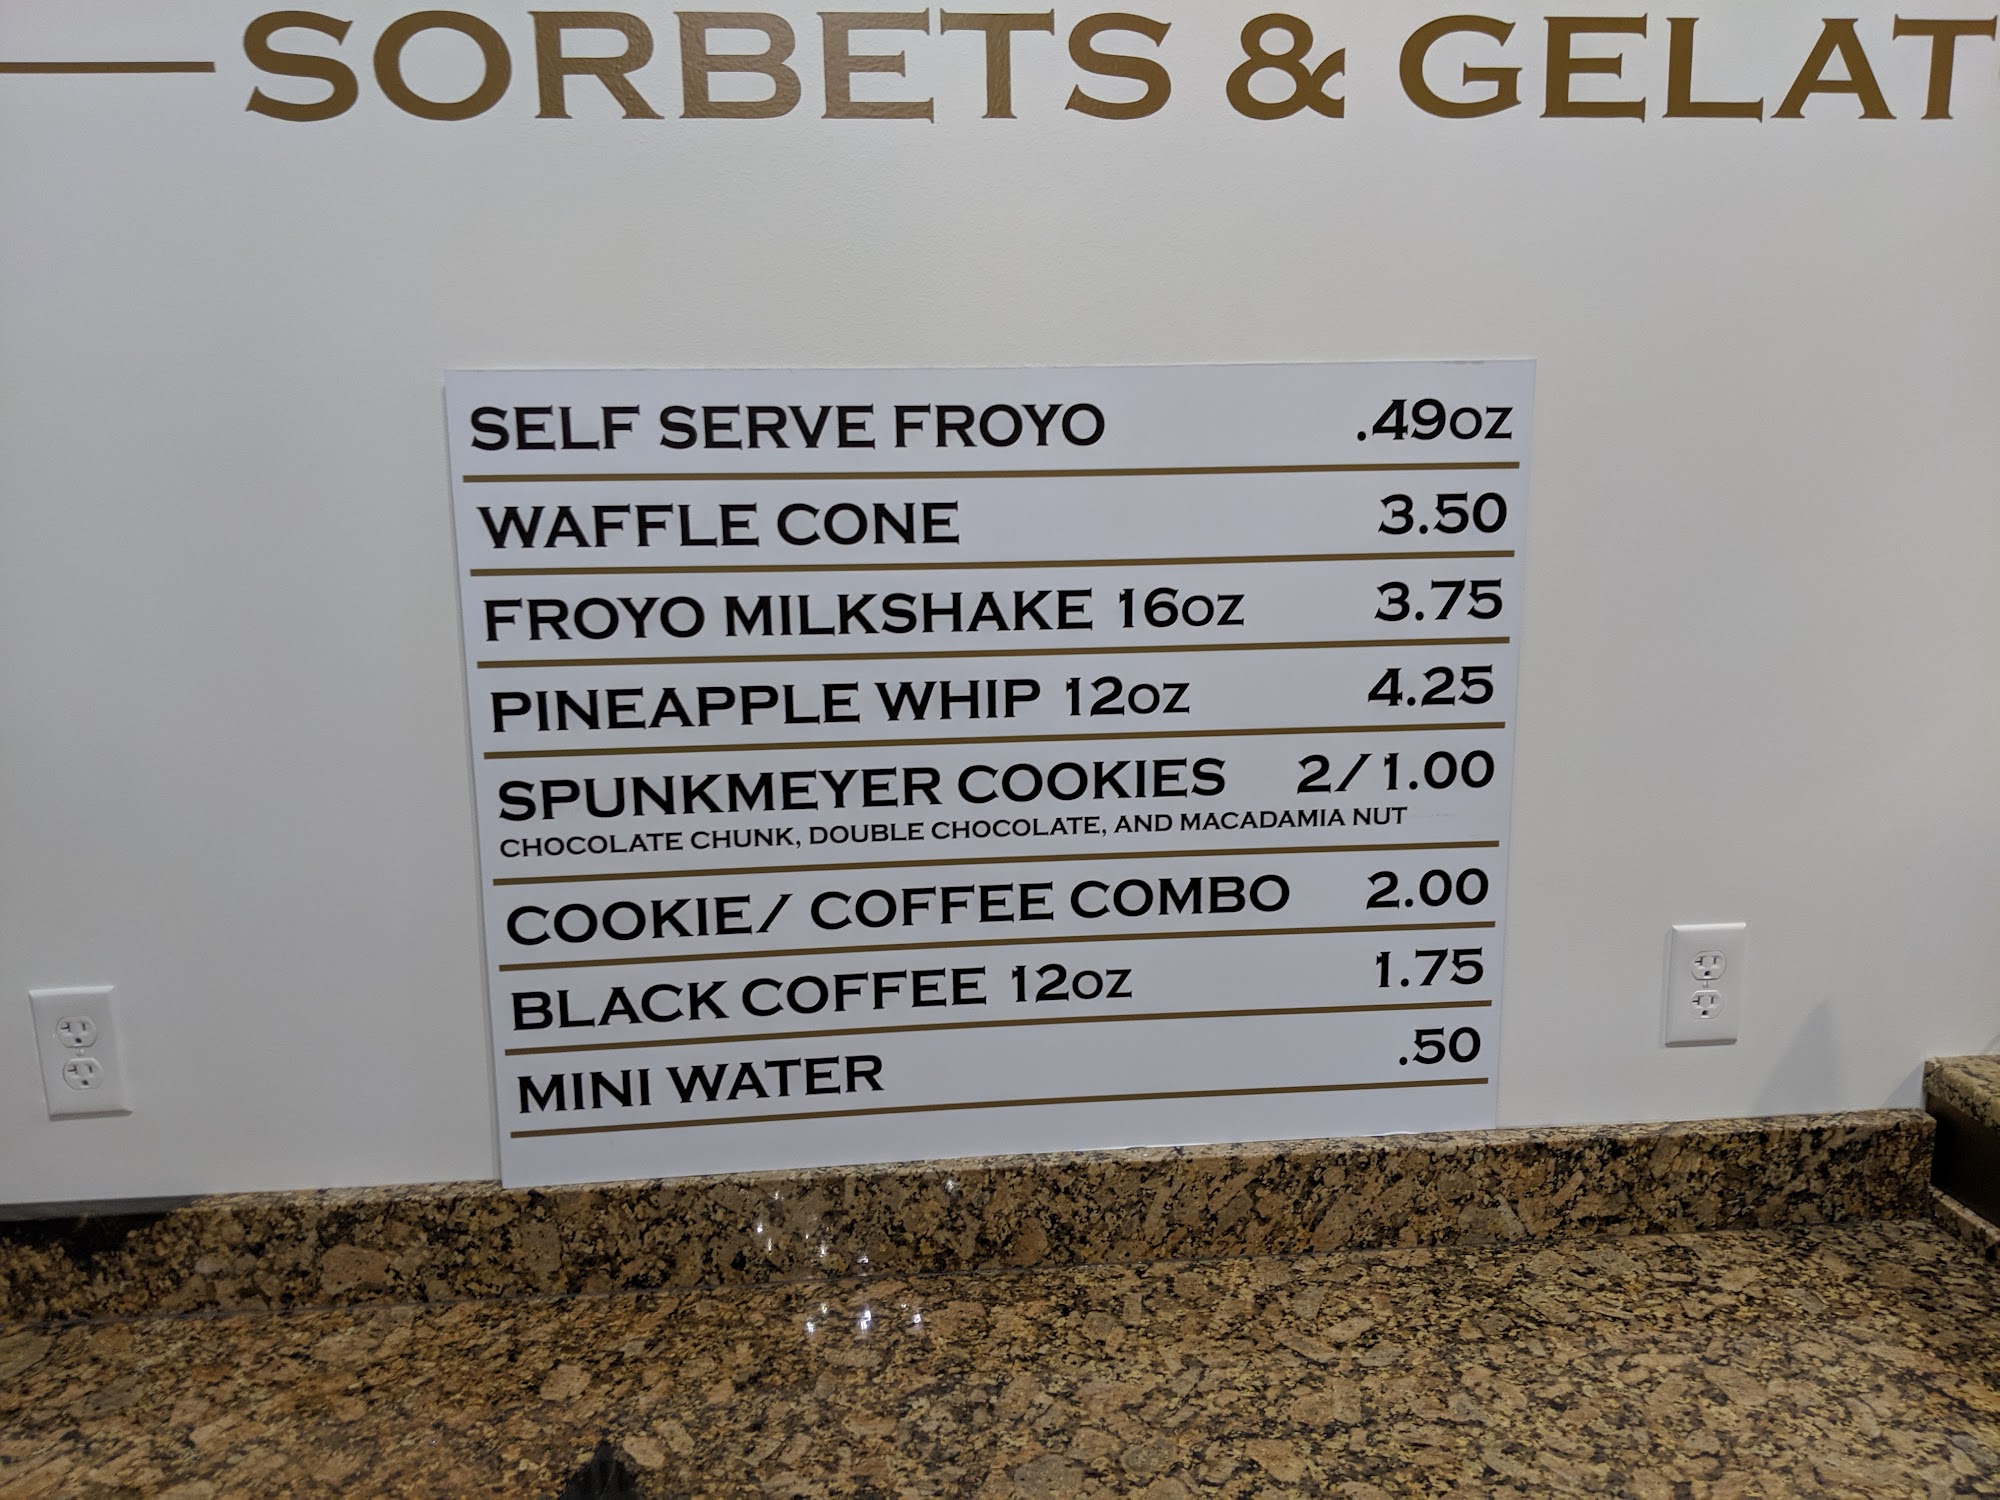 SORBETS & GELAT
SELF SERVE FROYO .49oz
WAFFLE CONE 3.50
FROYO MILKSHAKE 16oz 3.75
PINEAPPLE WHIP 12oz 4.25
SPUNKMEYER COOKIES 2/1.00
CHOCOLATE CHUNK, DOUBLE CHOCOLATE, AND MACADAMIA NUT
COOKIE/ COFFEE COMBO 2.00
BLACK COFFEE 12oz 1.75
MINI WATER .50